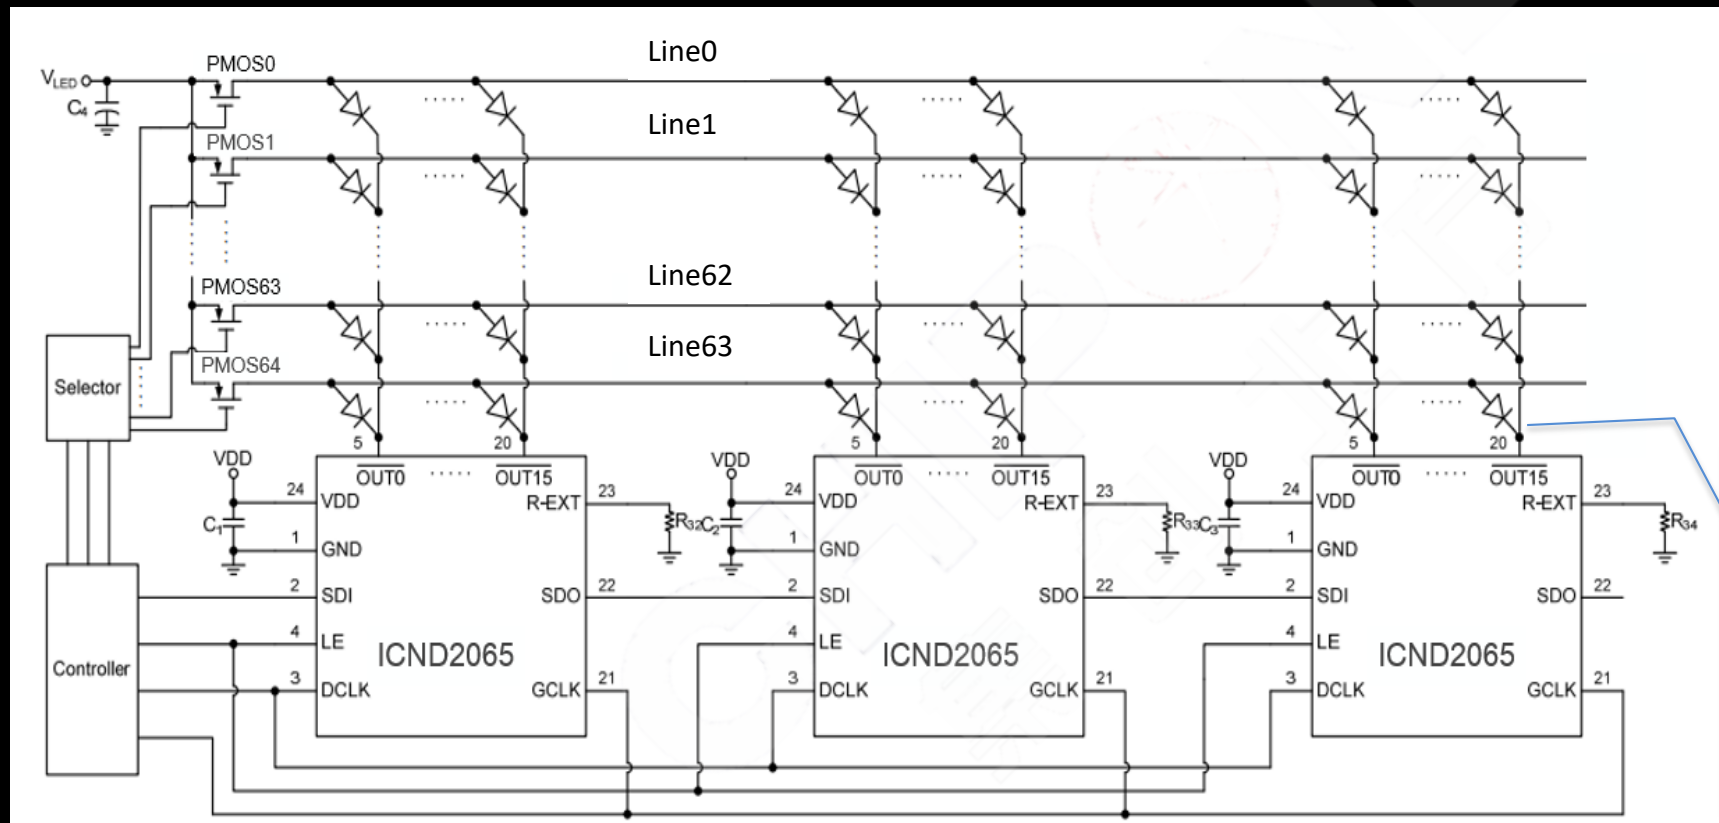 Line0
PMOS0
VLED
C4
Line1
PMOS1
Line62
PMOS63
Line63
PMOS64
Selector
5 20 5 20 5 20
VDD VDD VDD
OUT0 OUT15 OUT0 OUT15 OUT0 OUT15
24 VDD R-EXT 23 24 VDD R-EXT 23 24 VDD R-EXT 23
C1 R32 C2 R33 C3 R34
1 GND 1 GND 1 GND
2 SDI SDO 22 2 SDI SDO 22 2 SDI SDO 22
4 LE 4 LE 4 LE
ICND2065 ICND2065 ICND2065
Controller
3 DCLK GCLK 21 3 DCLK GCLK 21 3 DCLK GCLK 21